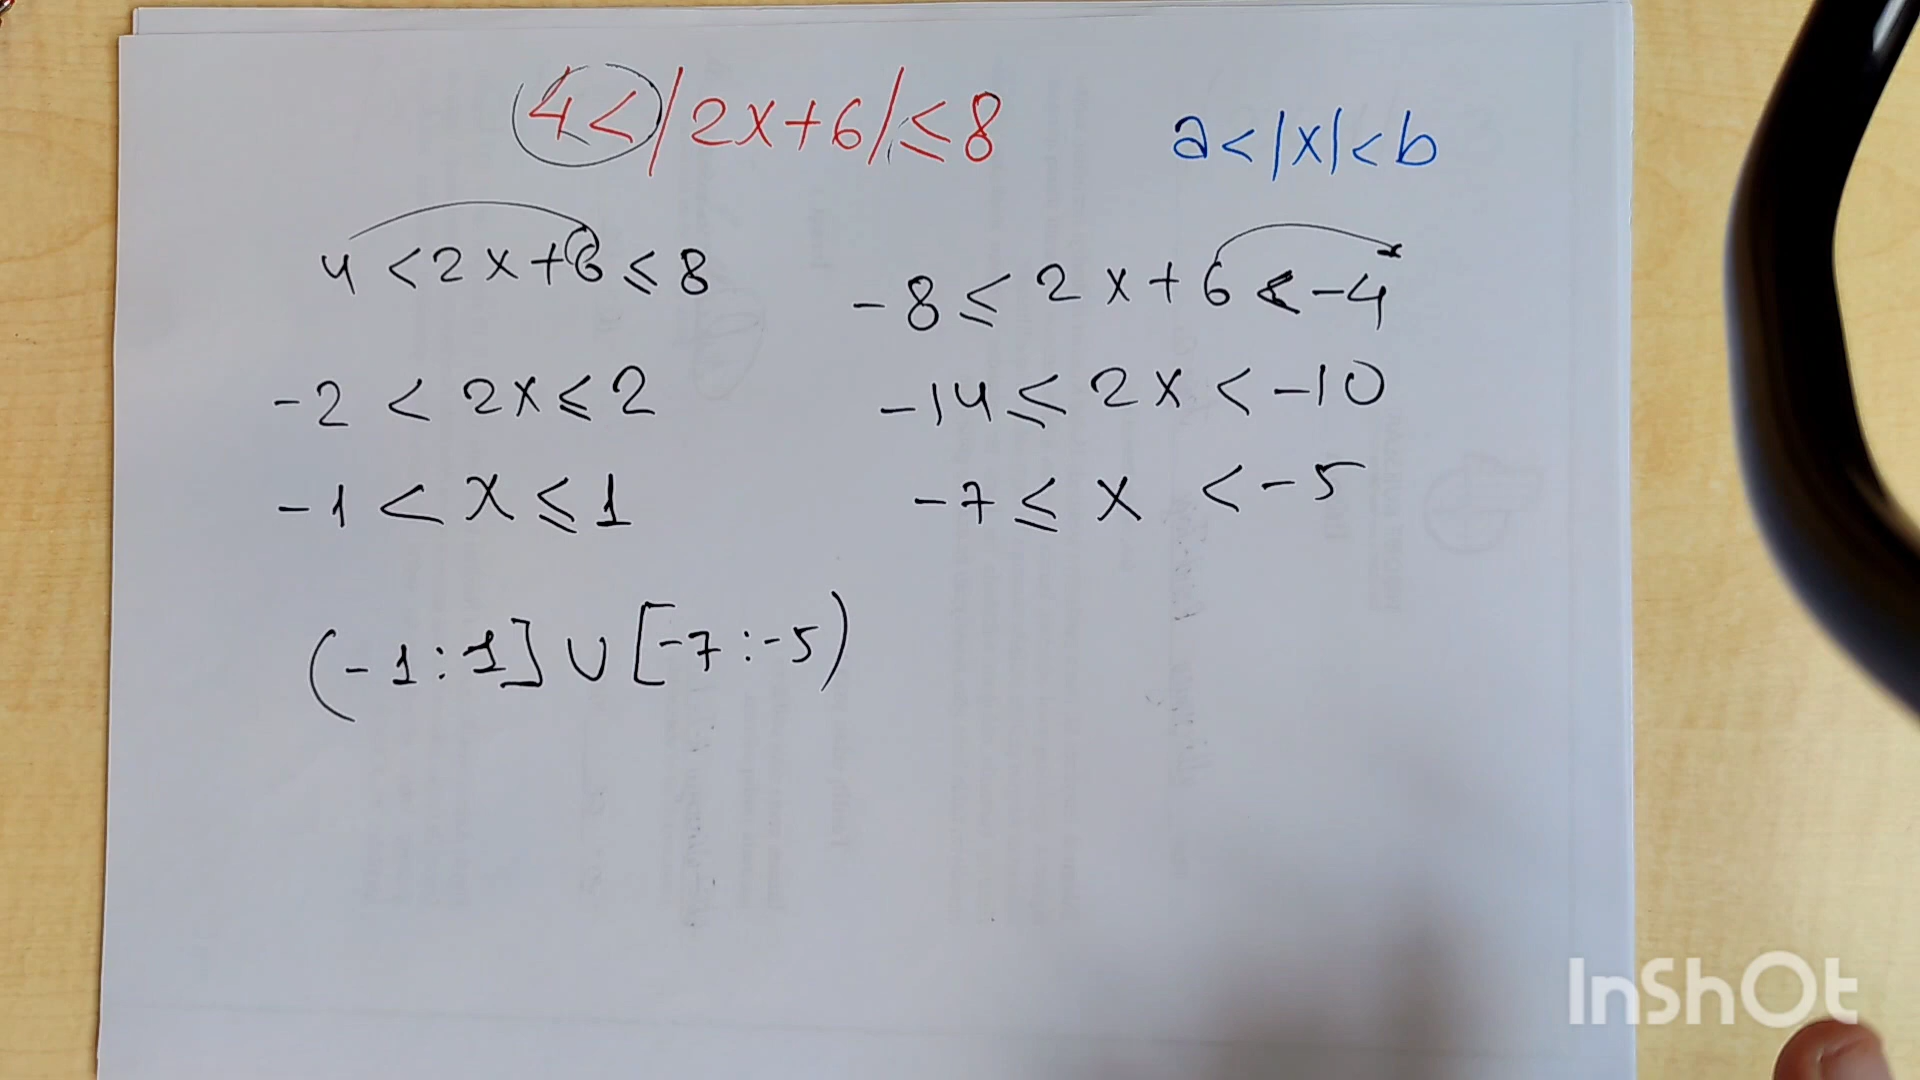 4 < |2x+6| ≤ 8
a < |x| < b
4 < 2x+6 ≤ 8
-8 ≤ 2x+6 < -4
-2 < 2x ≤ 2
-14 ≤ 2x < -10
-1 < x ≤ 1
-7 ≤ x < -5
(-1:1] ∪ [-7:-5)
InShOt